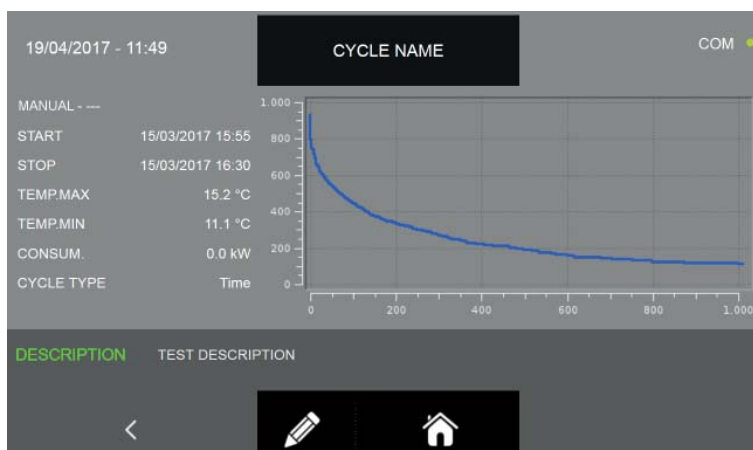 19/04/2017 - 11:49
CYCLE NAME
COM
MANUAL - ---
START 15/03/2017 15:55
STOP 15/03/2017 16:30
TEMP.MAX 15.2 °C
TEMP.MIN 11.1 °C
CONSUM. 0.0 kW
CYCLE TYPE Time
1.000
800
600
400
200
0
0 200 400 600 800 1.000
DESCRIPTION TEST DESCRIPTION